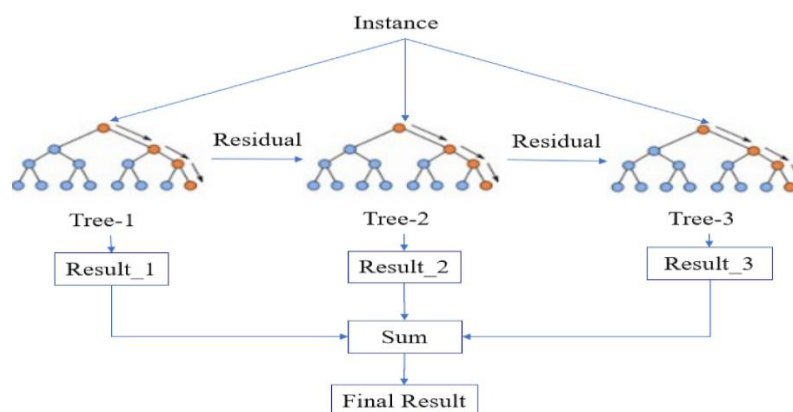 Instance
Residual
Residual
Tree-1
Tree-2
Tree-3
Result_1
Result_2
Result_3
Sum
Final Result